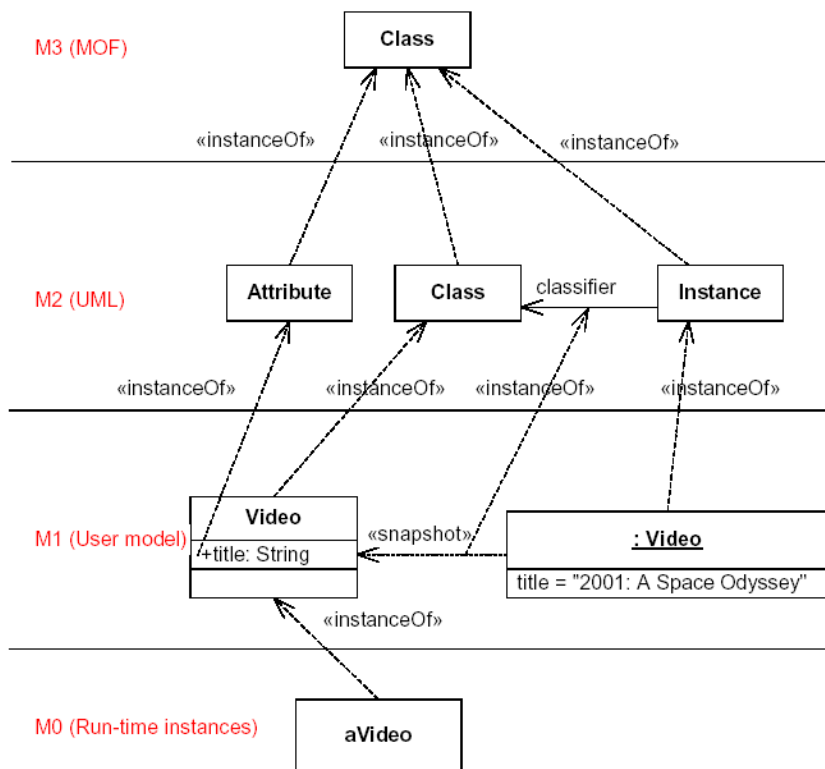 M3 (MOF)
Class
«instanceOf»
«instanceOf»
«instanceOf»
M2 (UML)
Attribute
Class
classifier
Instance
«instanceOf»
«instanceOf»
«instanceOf»
«instanceOf»
M1 (User model)
Video
+title: String
«snapshot»
: Video
title = "2001: A Space Odyssey"
«instanceOf»
M0 (Run-time instances)
aVideo